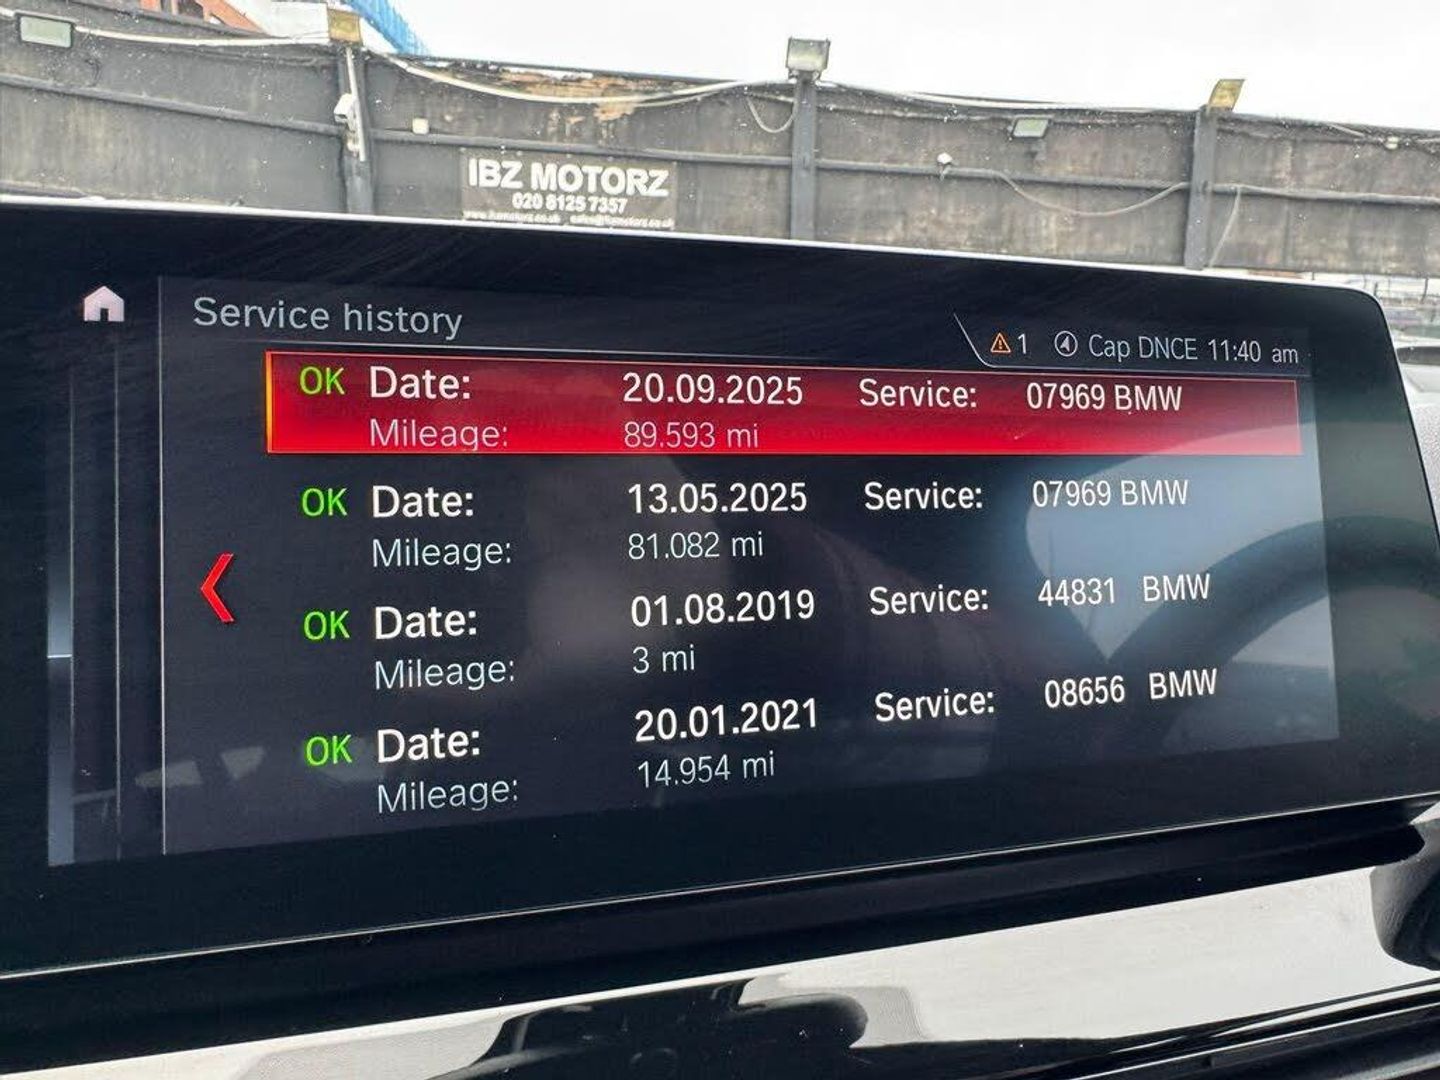 IBZ MOTORZ
020 8125 7357
Service history
1 Cap DNCE 11:40 am
OK Date: 20.09.2025 Service: 07969 BMW
Mileage: 89.593 mi
OK Date: 13.05.2025 Service: 07969 BMW
Mileage: 81.082 mi
OK Date: 01.08.2019 Service: 44831 BMW
Mileage: 3 mi
OK Date: 20.01.2021 Service: 08656 BMW
Mileage: 14.954 mi